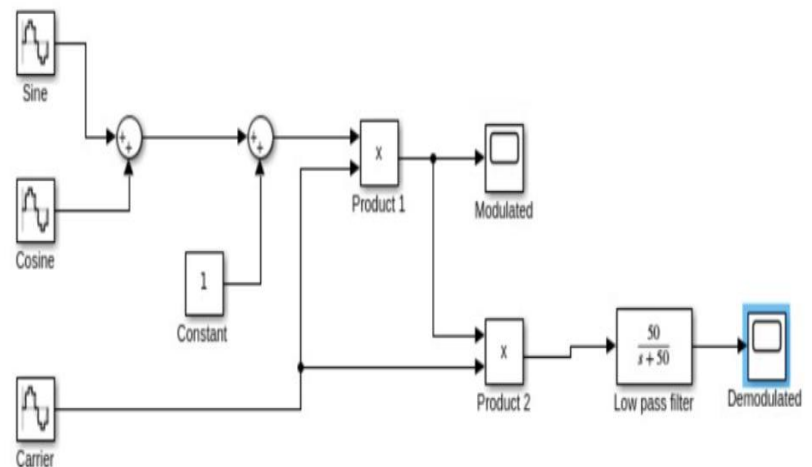 Sine
+
+
+
+
x
Product 1
Modulated
Cosine
1
Constant
x
Product 2
50
s+50
Low pass filter
Demodulated
Carrier